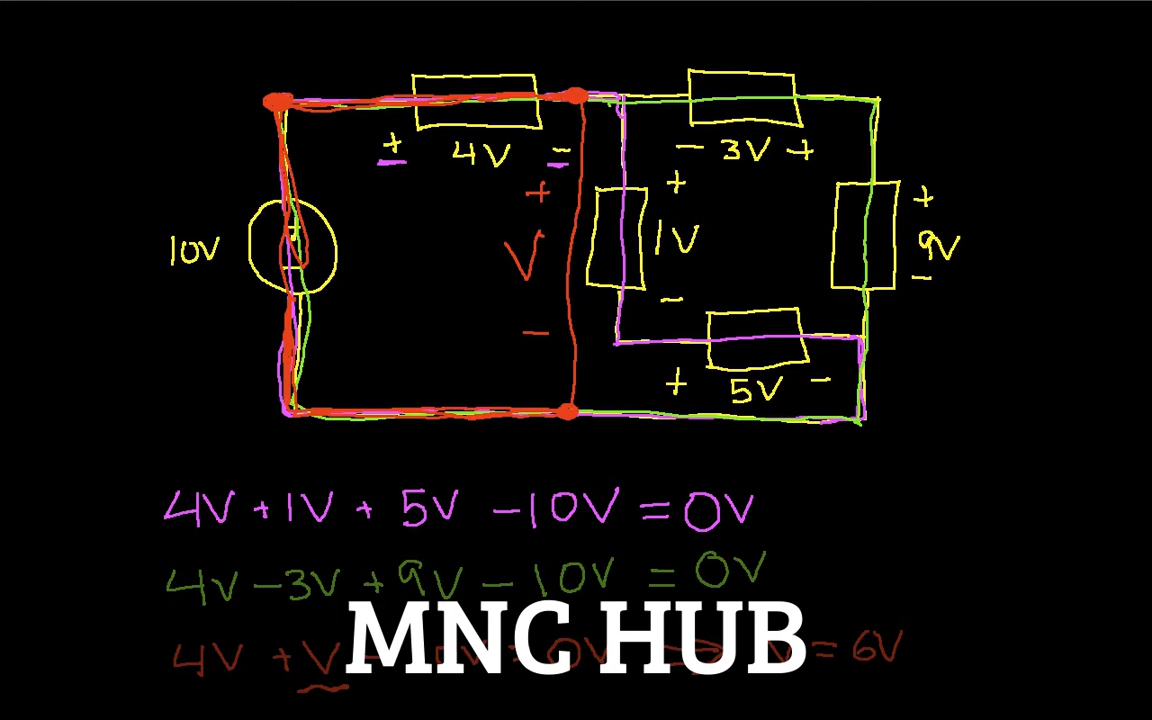 + 4V -
- 3V +
+
V
-
+
1V
-
10V
+
-
+
9V
-
+ 5V -
4V + 1V + 5V - 10V = 0V
4V - 3V + 9V - 10V = 0V
MNC HUB
4V + V = 6V